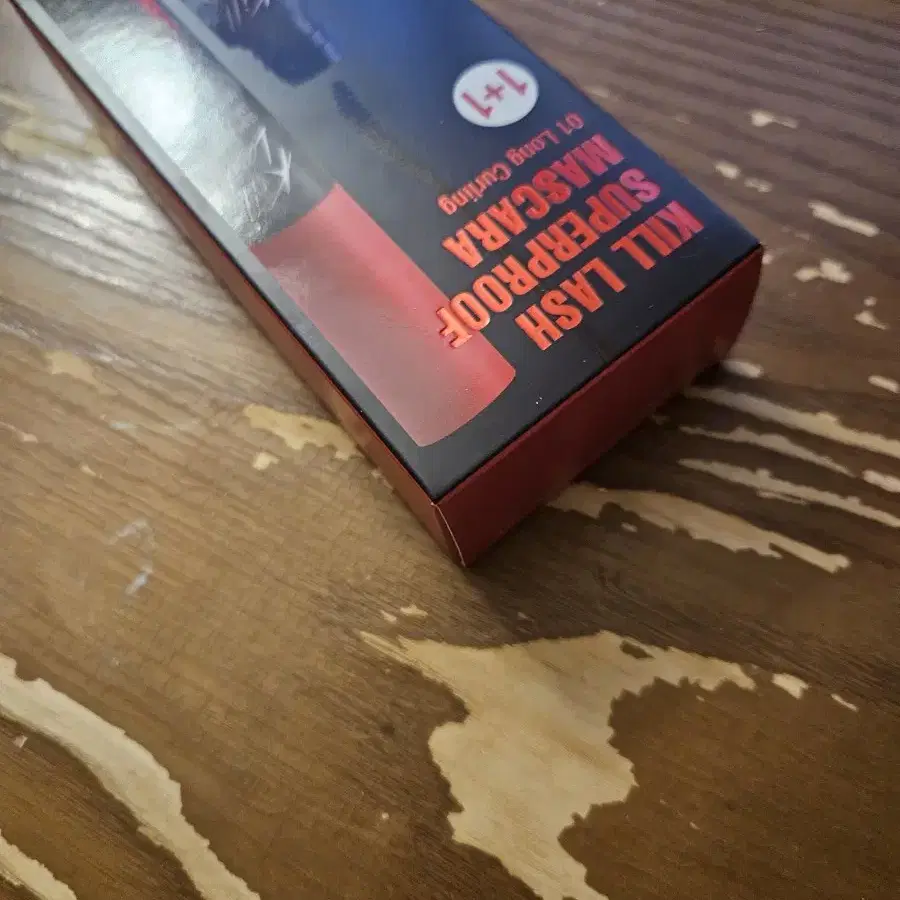 KILL LASH
SUPERPROOF
MASCARA
01 Long Curling
1+1